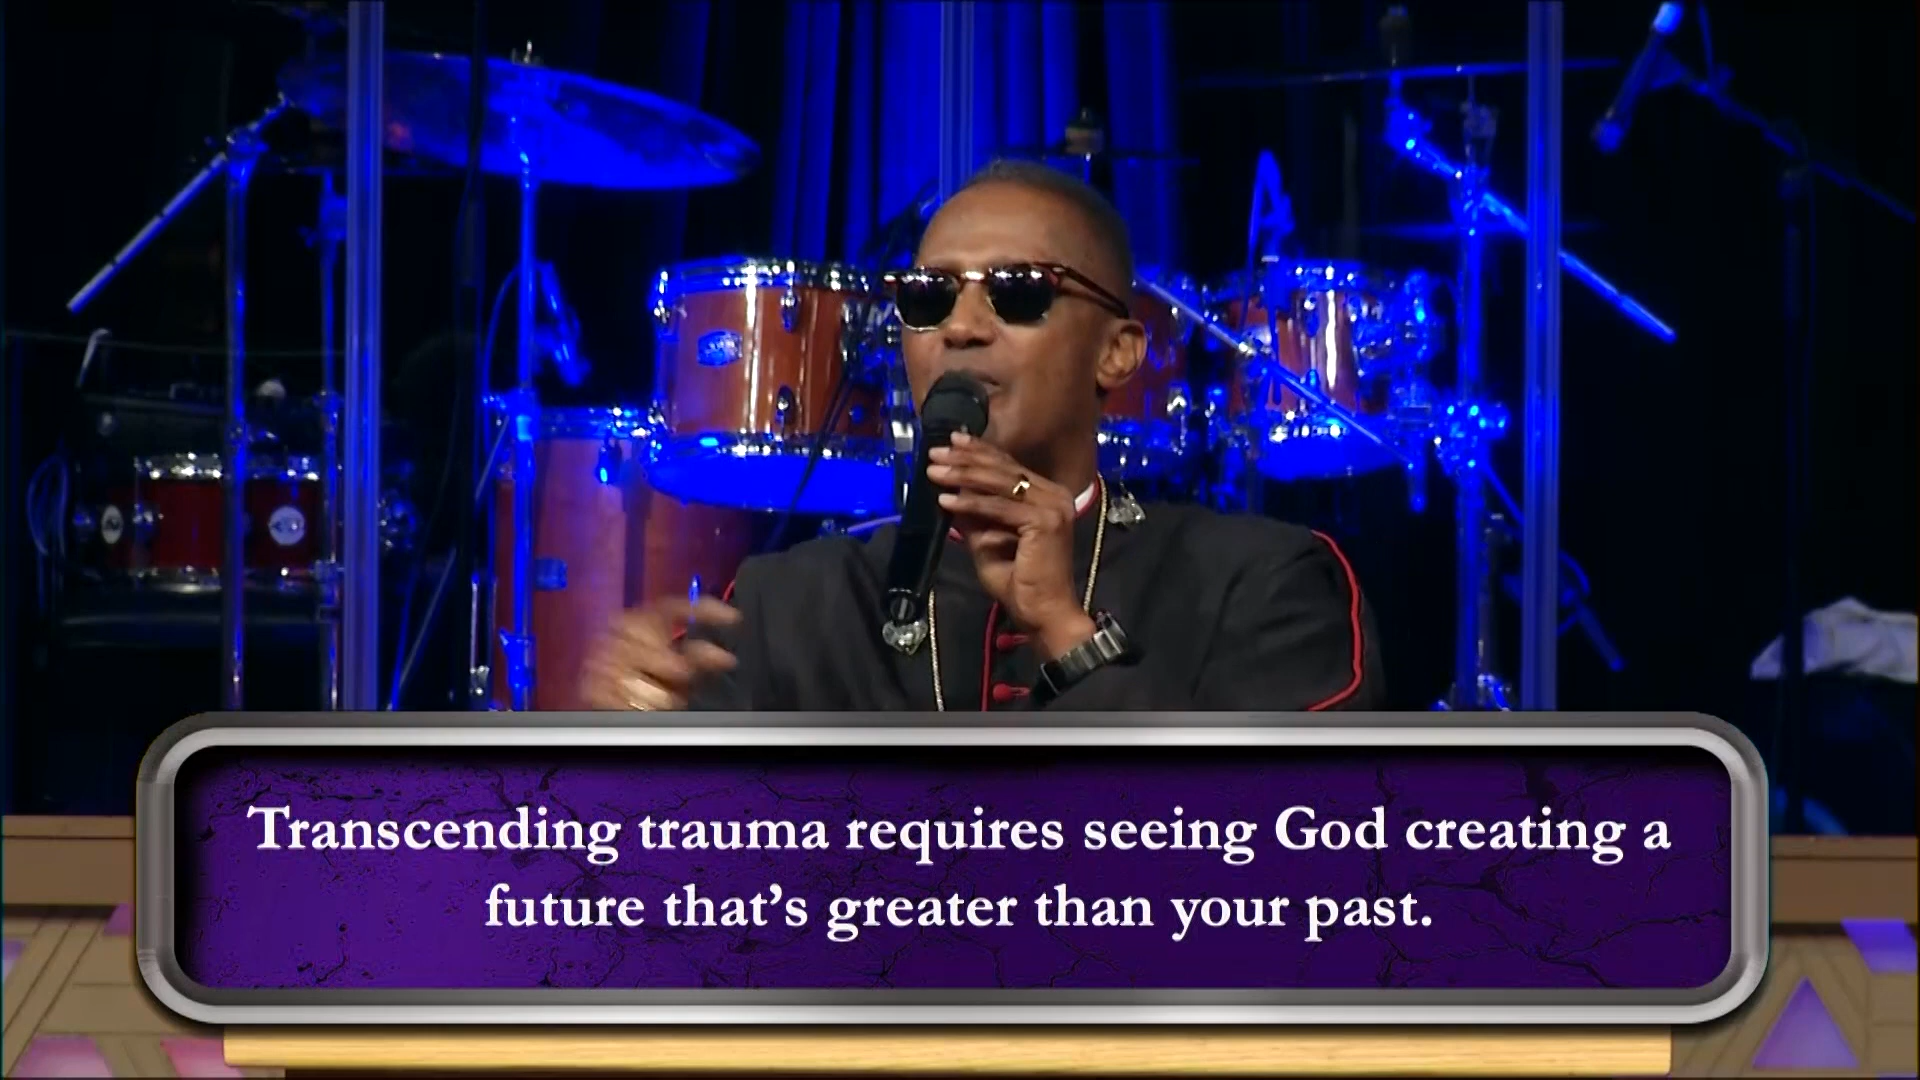 Transcending trauma requires seeing God creating a
future that’s greater than your past.